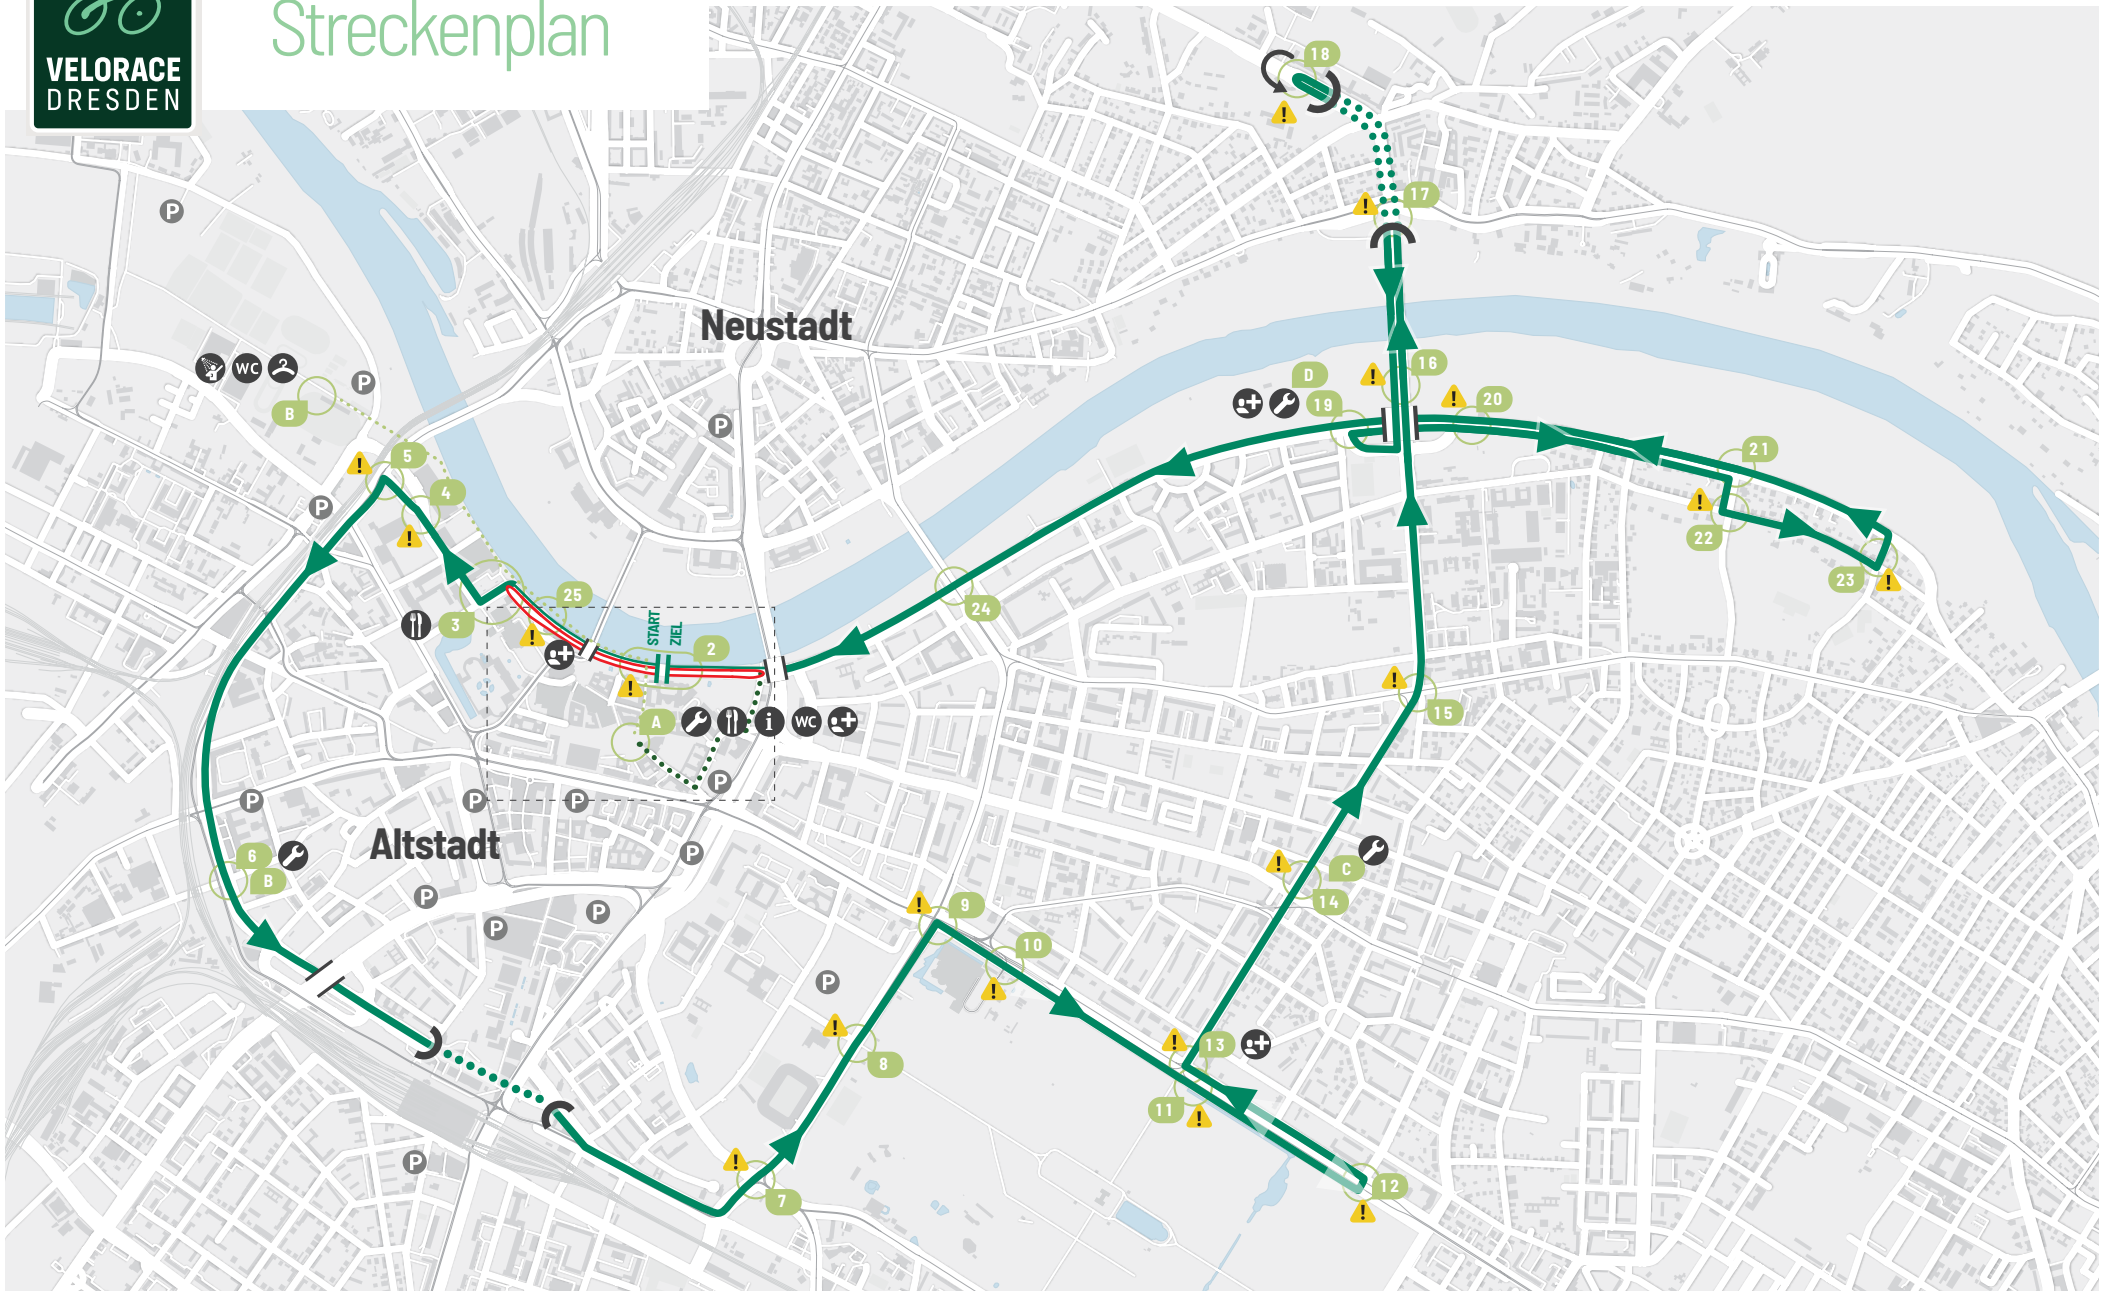 Streckenplan
VELORACE
DRESDEN
18
P
17
Neustadt
16
WC
P
D
19
20
B
P
21
5
4
P
22
23
25
24
3
START
ZIEL
2
A
WC
15
P
P
P
P
Altstadt
6
B
P
C
14
P
P
P
9
10
P
13
8
11
P
7
12